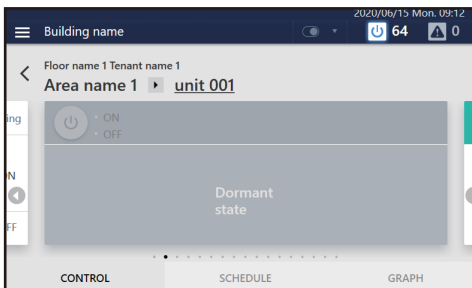 2020/06/15 Mon. 09:12
Building name
64
0
Floor name 1 Tenant name 1
Area name 1 unit 001
ing
ON
OFF
N
FF
Dormant
state
CONTROL
SCHEDULE
GRAPH